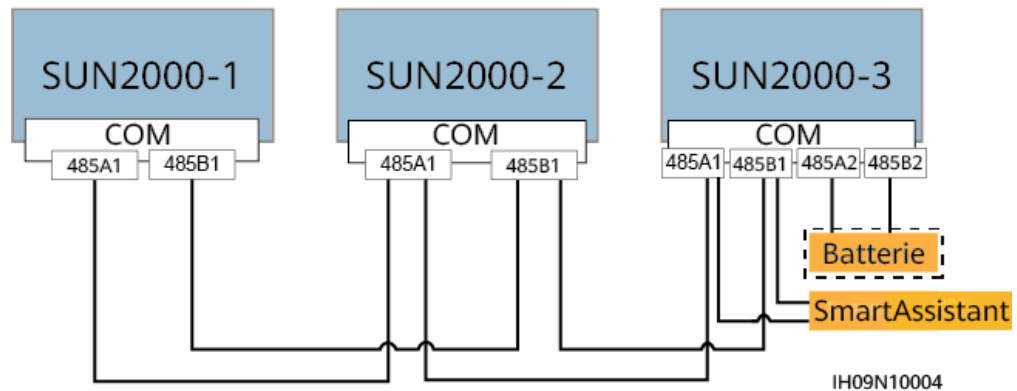 SUN2000-1
SUN2000-2
SUN2000-3
COM
COM
COM
485A1
485B1
485A1
485B1
485A1
485B1
485A2
485B2
Batterie
SmartAssistant
IH09N10004